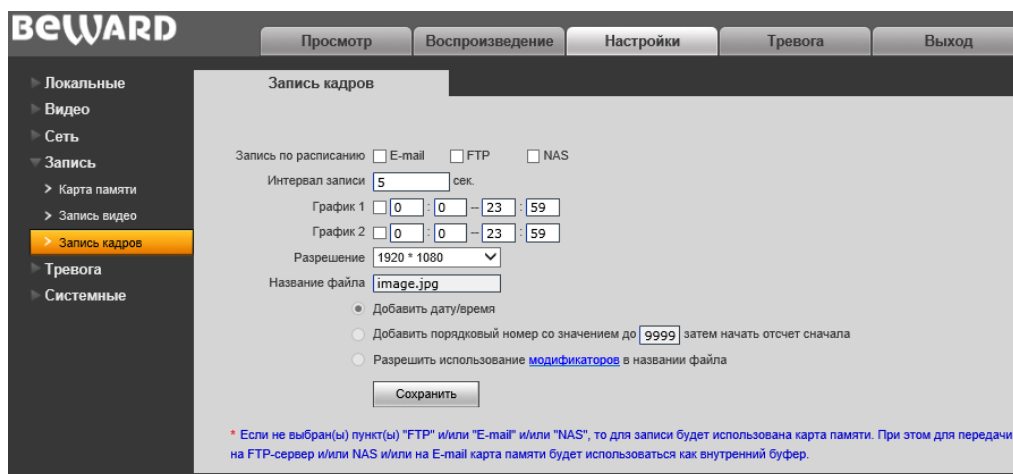 BEWARD
Просмотр Воспроизведение Настройки Тревога Выход
Локальные
Видео
Сеть
Запись
Карта памяти
Запись видео
Запись кадров
Тревога
Системные
Запись кадров
Запись по расписанию E-mail FTP NAS
Интервал записи 5 сек.
График 1 0 : 0 -- 23 : 59
График 2 0 : 0 -- 23 : 59
Разрешение 1920 * 1080
Название файла image.jpg
Добавить дату/время
Добавить порядковый номер со значением до 9999 затем начать отсчет сначала
Разрешить использование модификаторов в названии файла
Сохранить
* Если не выбран(ы) пункт(ы) "FTP" и/или "E-mail" и/или "NAS", то для записи будет использована карта памяти. При этом для передачи
на FTP-сервер и/или NAS и/или на E-mail карта памяти будет использоваться как внутренний буфер.